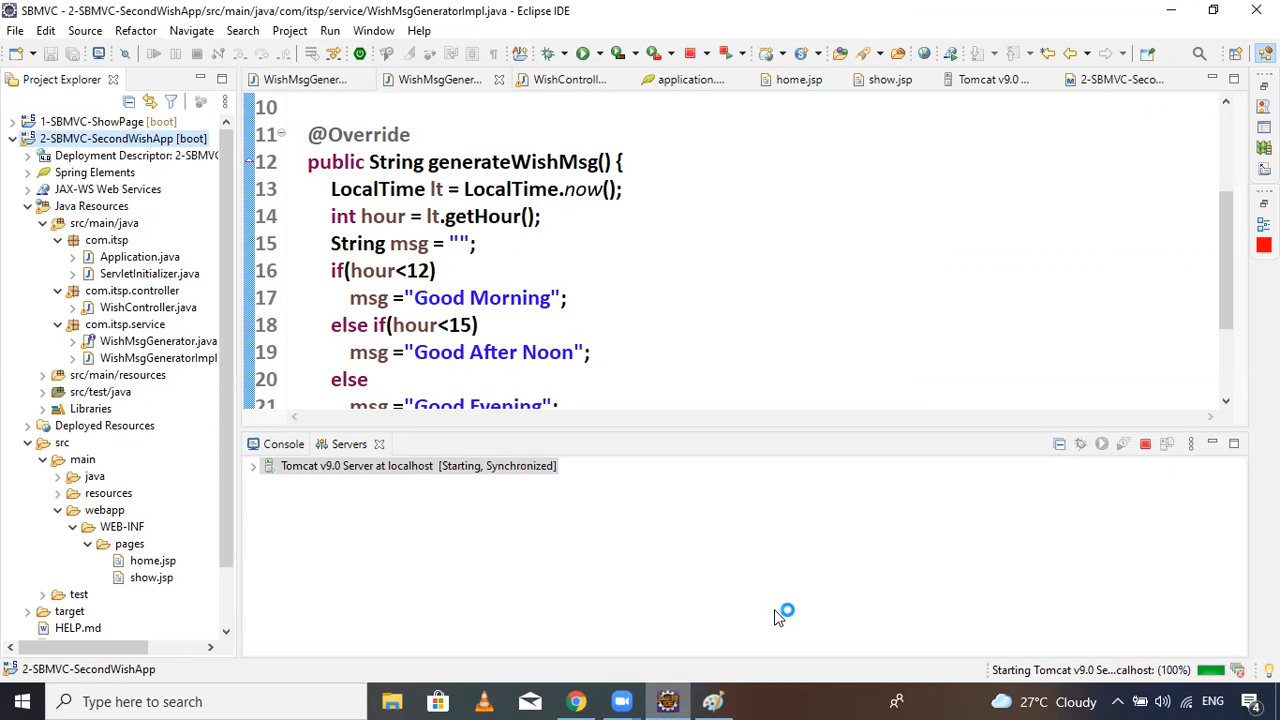 SBMVC - 2-SBMVC-SecondWishApp/src/main/java/com/itsp/service/WishMsgGeneratorImpl.java - Eclipse IDE
File Edit Source Refactor Navigate Search Project Run Window Help
Project Explorer
WishMsgGener... WishMsgGener... WishControll... application.... home.jsp show.jsp Tomcat v9.0 ... 2-SBMVC-Seco...
1-SBMVC-ShowPage [boot]
2-SBMVC-SecondWishApp [boot]
Deployment Descriptor: 2-SBMVC
Spring Elements
JAX-WS Web Services
Java Resources
src/main/java
com.itsp
Application.java
ServletInitializer.java
com.itsp.controller
WishController.java
com.itsp.service
WishMsgGenerator.java
WishMsgGeneratorImpl
src/main/resources
src/test/java
Libraries
Deployed Resources
src
main
java
resources
webapp
WEB-INF
pages
home.jsp
show.jsp
test
target
HELP.md
10
11 @Override
12 public String generateWishMsg() {
13 LocalTime lt = LocalTime.now();
14 int hour = lt.getHour();
15 String msg = "";
16 if(hour<12)
17 msg ="Good Morning";
18 else if(hour<15)
19 msg ="Good After Noon";
20 else
21 msg ="Good Evening";
Console Servers
Tomcat v9.0 Server at localhost [Starting, Synchronized]
2-SBMVC-SecondWishApp
Starting Tomcat v9.0 Se...calhost: (100%)
Type here to search
27°C Cloudy
ENG
4